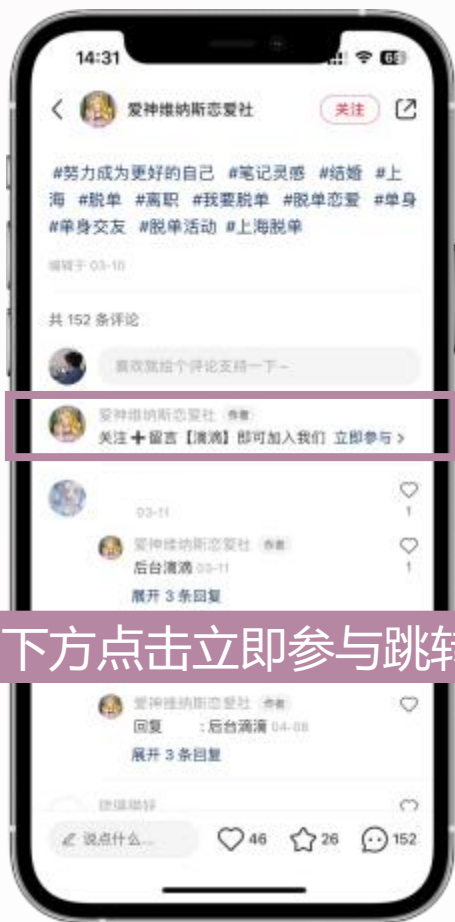 14:31
爱神维纳斯恋爱社
关注
#努力成为更好的自己 #笔记灵感 #结婚 #上
海 #脱单 #离职 #我要脱单 #脱单恋爱 #单身
#单身交友 #脱单活动 #上海脱单
编辑于 03-10
共 152 条评论
喜欢就给个评论支持一下~
爱神维纳斯恋爱社 作者
关注➕留言【滴滴】即可加入我们 立即参与 >
03-11
1
爱神维纳斯恋爱社 作者
后台滴滴 03-11
1
展开 3 条回复
下方点击立即参与跳转
爱神维纳斯恋爱社 作者
回复 : 后台滴滴 04-08
展开 3 条回复
说点什么...
46
26
152